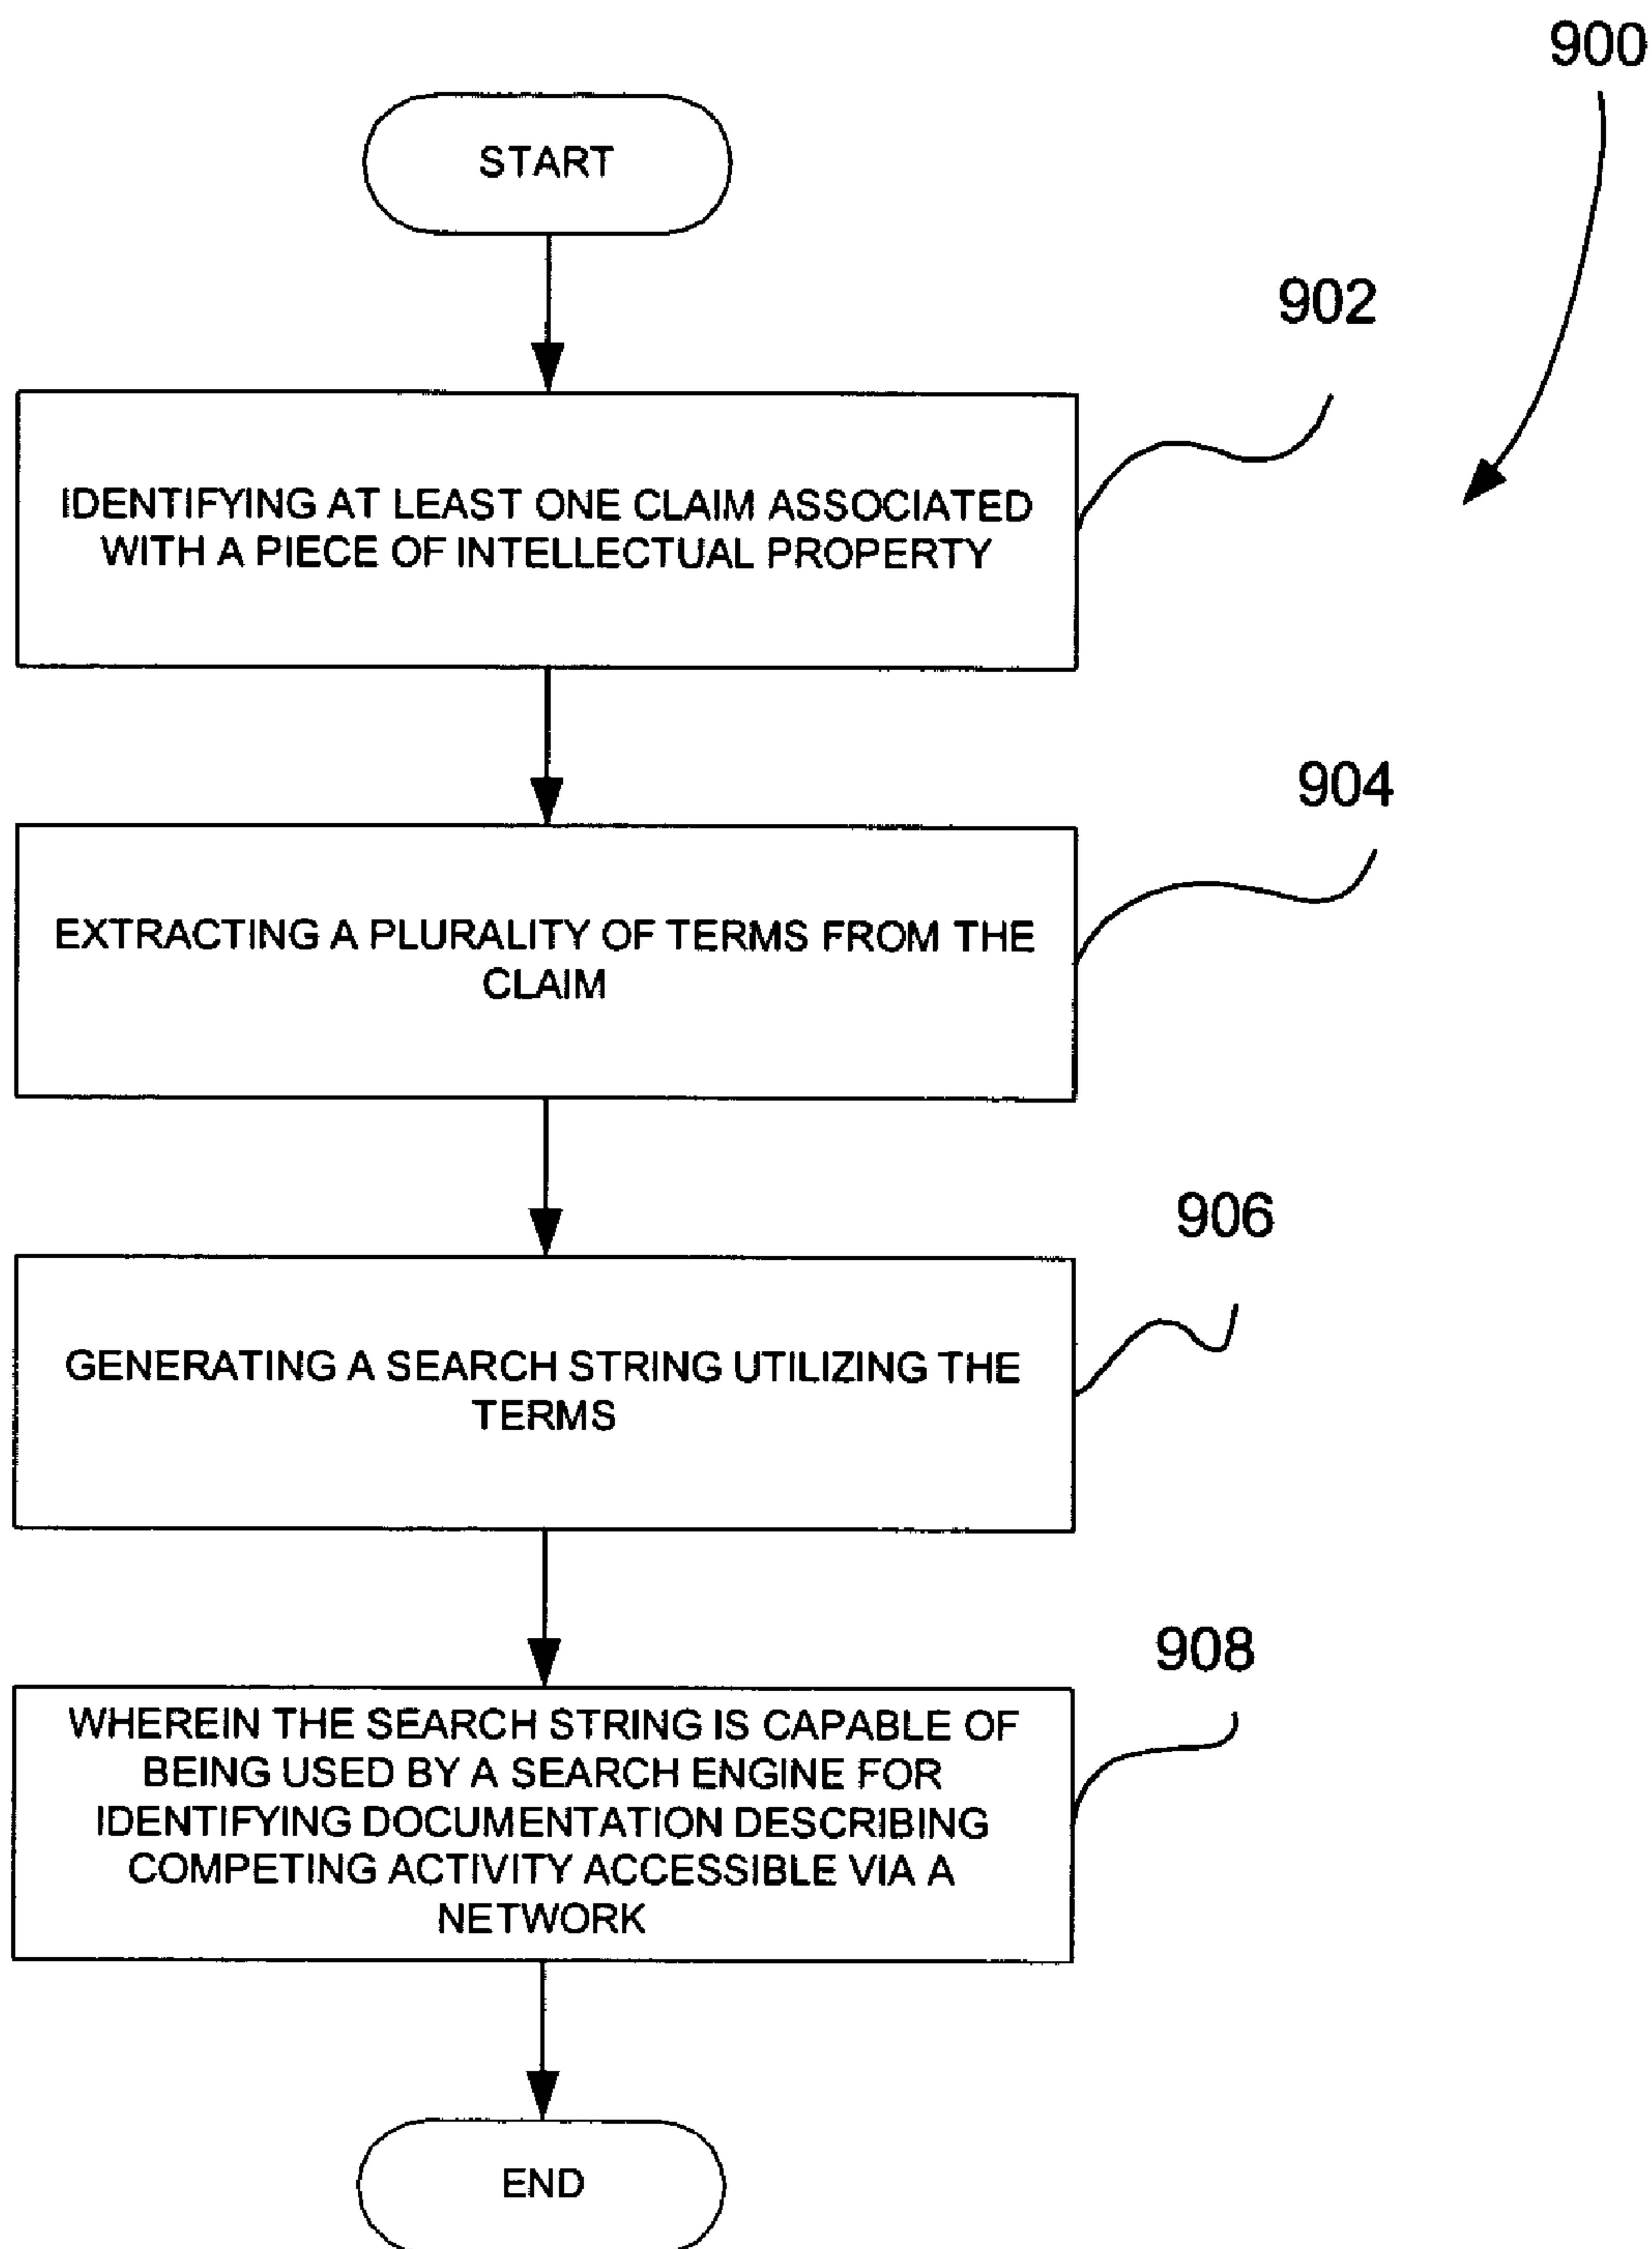 900
START
902
IDENTIFYING AT LEAST ONE CLAIM ASSOCIATED
WITH A PIECE OF INTELLECTUAL PROPERTY
904
EXTRACTING A PLURALITY OF TERMS FROM THE
CLAIM
906
GENERATING A SEARCH STRING UTILIZING THE
TERMS
908
WHEREIN THE SEARCH STRING IS CAPABLE OF
BEING USED BY A SEARCH ENGINE FOR
IDENTIFYING DOCUMENTATION DESCRIBING
COMPETING ACTIVITY ACCESSIBLE VIA A
NETWORK
END